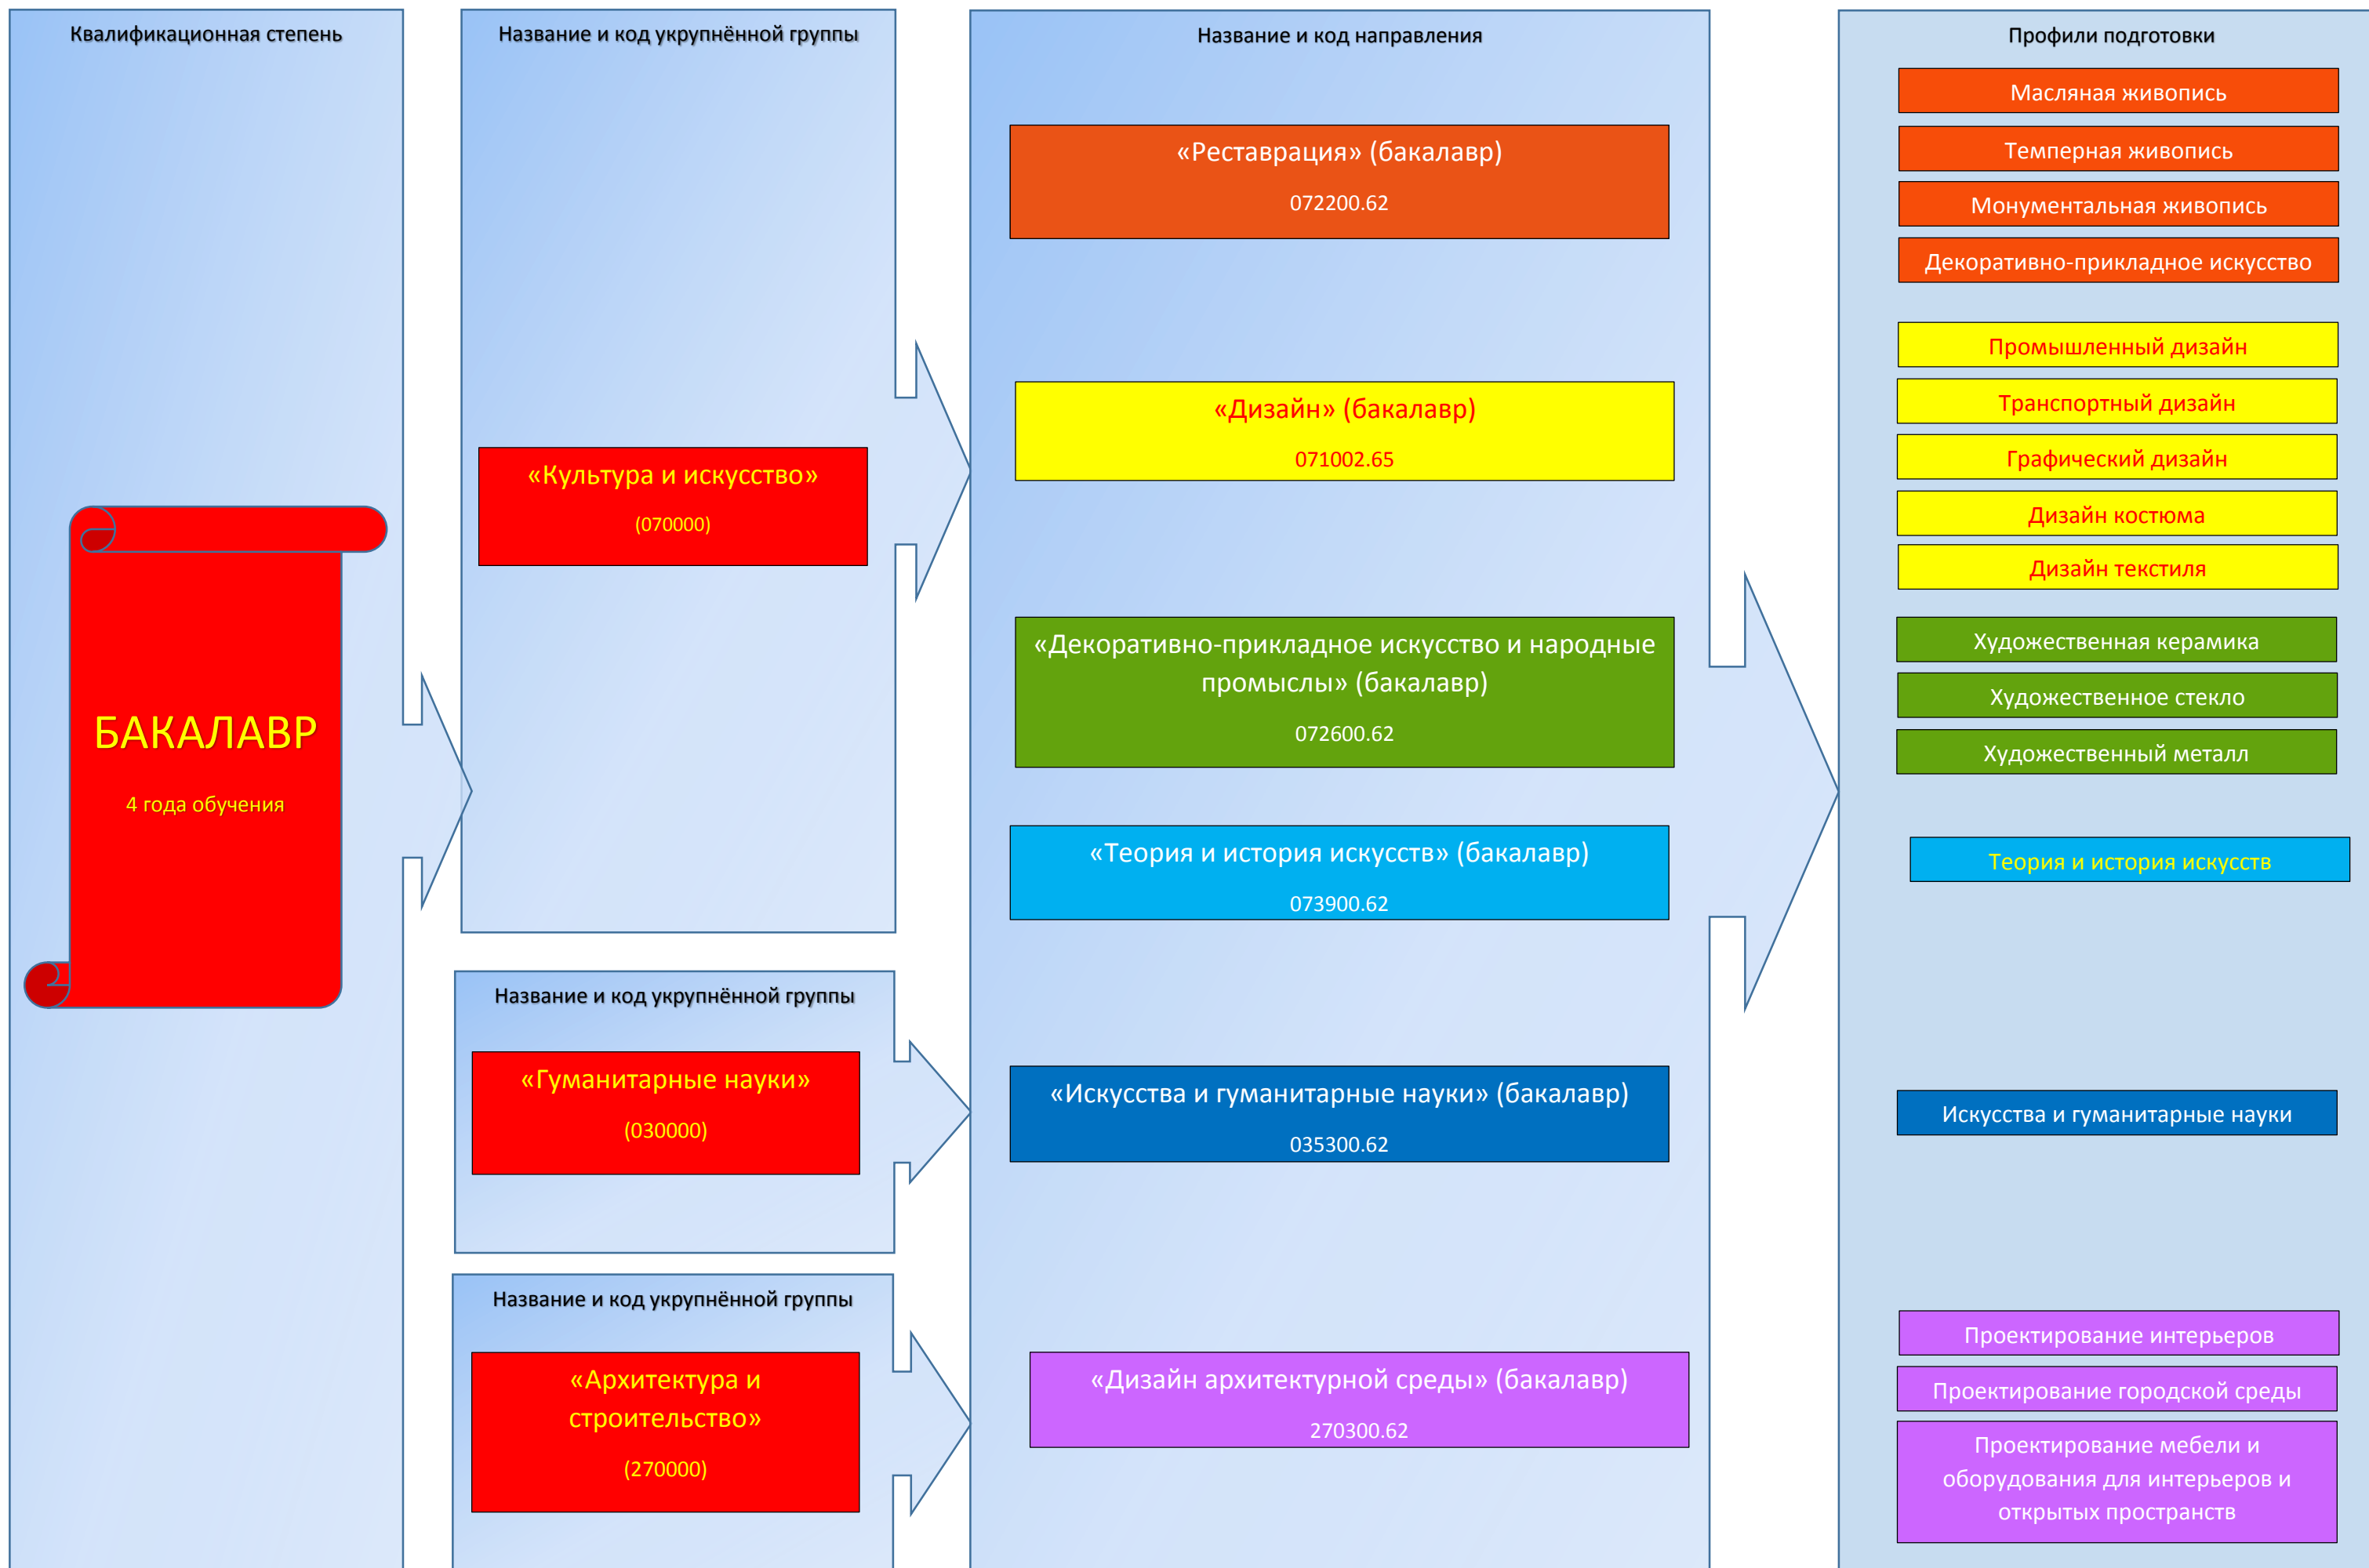 Квалификационная степень
БАКАЛАВР
4 года обучения
Название и код укрупнённой группы
«Культура и искусство»
(070000)
Название и код укрупнённой группы
«Гуманитарные науки»
(030000)
Название и код укрупнённой группы
«Архитектура и
строительство»
(270000)
Название и код направления
«Реставрация» (бакалавр)
072200.62
«Дизайн» (бакалавр)
071002.65
«Декоративно-прикладное искусство и народные
промыслы» (бакалавр)
072600.62
«Теория и история искусств» (бакалавр)
073900.62
«Искусства и гуманитарные науки» (бакалавр)
035300.62
«Дизайн архитектурной среды» (бакалавр)
270300.62
Профили подготовки
Масляная живопись
Темперная живопись
Монументальная живопись
Декоративно-прикладное искусство
Промышленный дизайн
Транспортный дизайн
Графический дизайн
Дизайн костюма
Дизайн текстиля
Художественная керамика
Художественное стекло
Художественный металл
Теория и история искусств
Искусства и гуманитарные науки
Проектирование интерьеров
Проектирование городской среды
Проектирование мебели и
оборудования для интерьеров и
открытых пространств